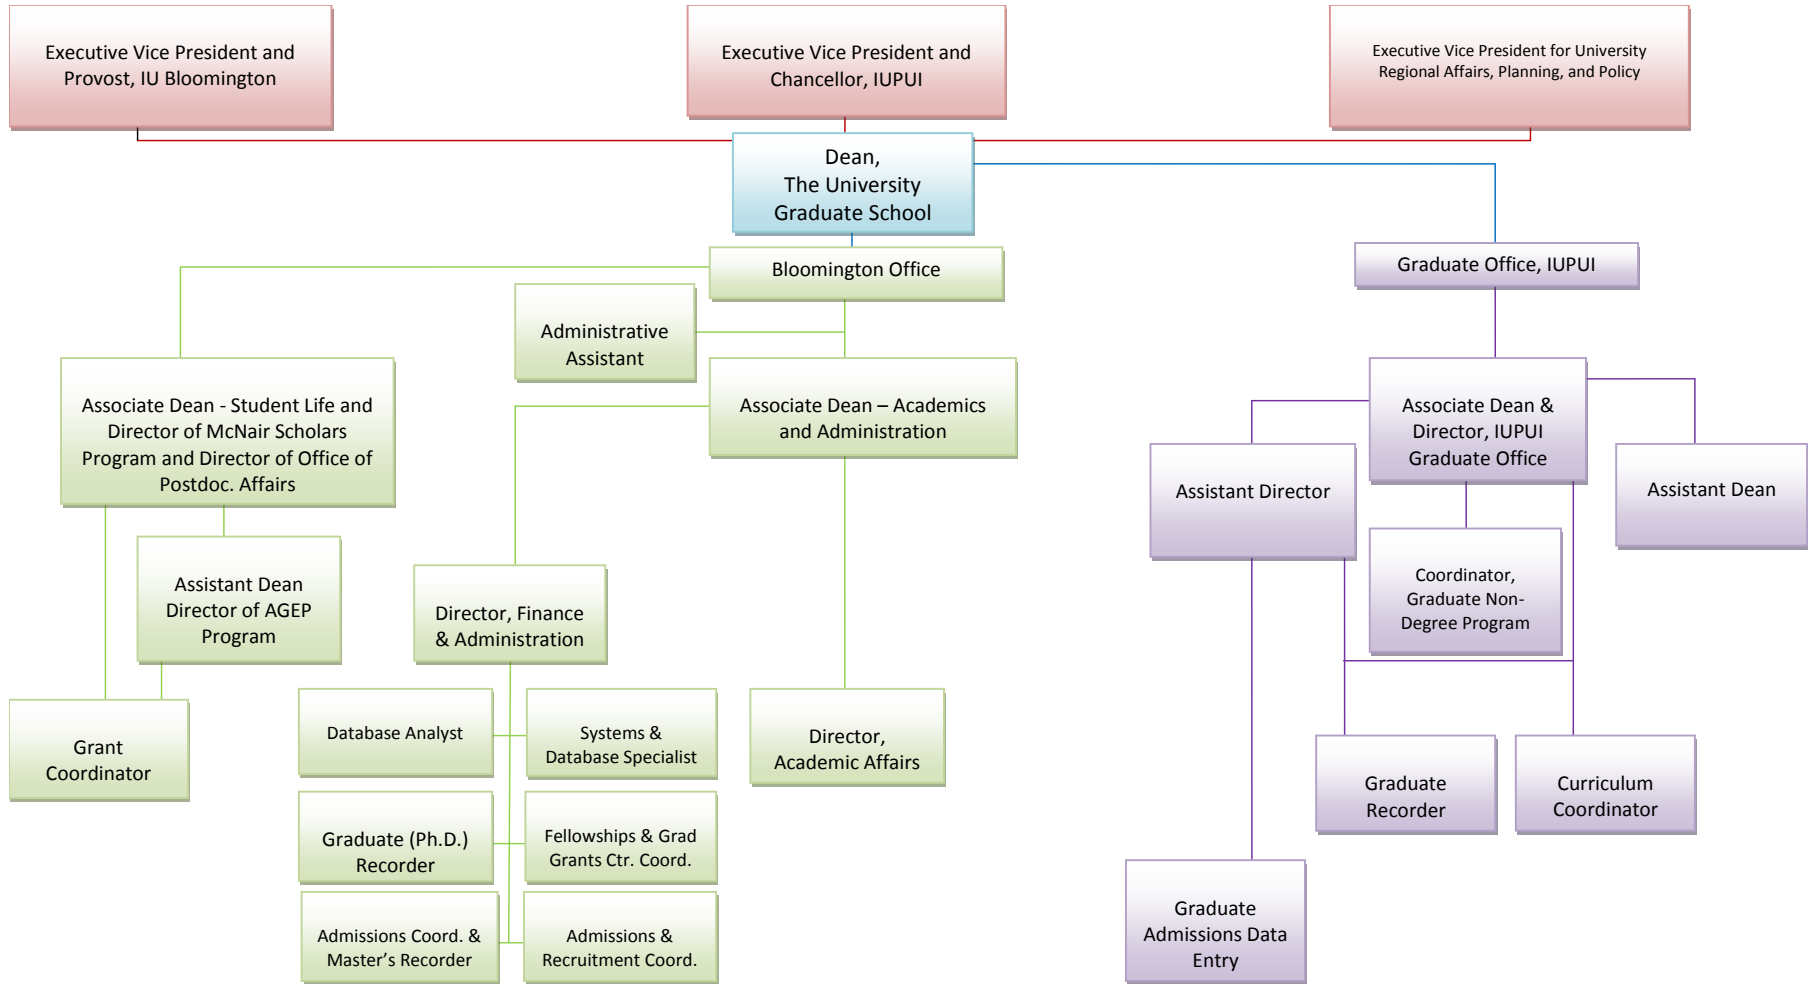 Executive Vice President and
Provost, IU Bloomington
Executive Vice President and
Chancellor, IUPUI
Executive Vice President for University
Regional Affairs, Planning, and Policy
Dean,
The University
Graduate School
Bloomington Office
Graduate Office, IUPUI
Administrative
Assistant
Associate Dean - Student Life and
Director of McNair Scholars
Program and Director of Office of
Postdoc. Affairs
Associate Dean – Academics
and Administration
Associate Dean &
Director, IUPUI
Graduate Office
Assistant Director
Assistant Dean
Assistant Dean
Director of AGEP
Program
Director, Finance
& Administration
Coordinator,
Graduate Non-
Degree Program
Grant
Coordinator
Database Analyst
Systems &
Database Specialist
Director,
Academic Affairs
Graduate
Recorder
Curriculum
Coordinator
Graduate (Ph.D.)
Recorder
Fellowships & Grad
Grants Ctr. Coord.
Admissions Coord. &
Master’s Recorder
Admissions &
Recruitment Coord.
Graduate
Admissions Data
Entry